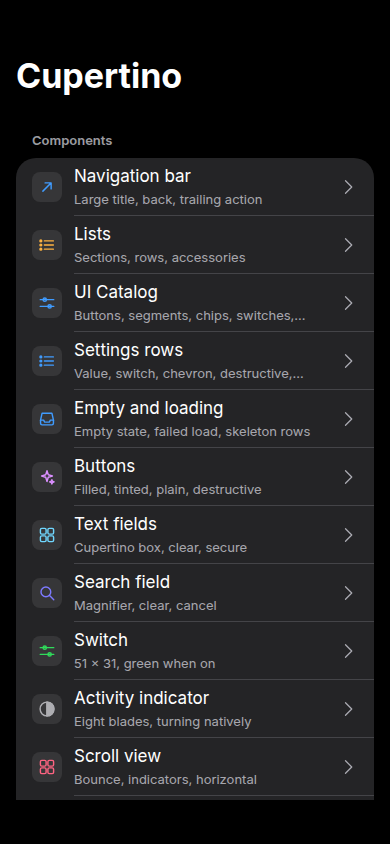 Cupertino
Components
Navigation bar
Large title, back, trailing action
Lists
Sections, rows, accessories
UI Catalog
Buttons, segments, chips, switches,...
Settings rows
Value, switch, chevron, destructive,...
Empty and loading
Empty state, failed load, skeleton rows
Buttons
Filled, tinted, plain, destructive
Text fields
Cupertino box, clear, secure
Search field
Magnifier, clear, cancel
Switch
51 × 31, green when on
Activity indicator
Eight blades, turning natively
Scroll view
Bounce, indicators, horizontal